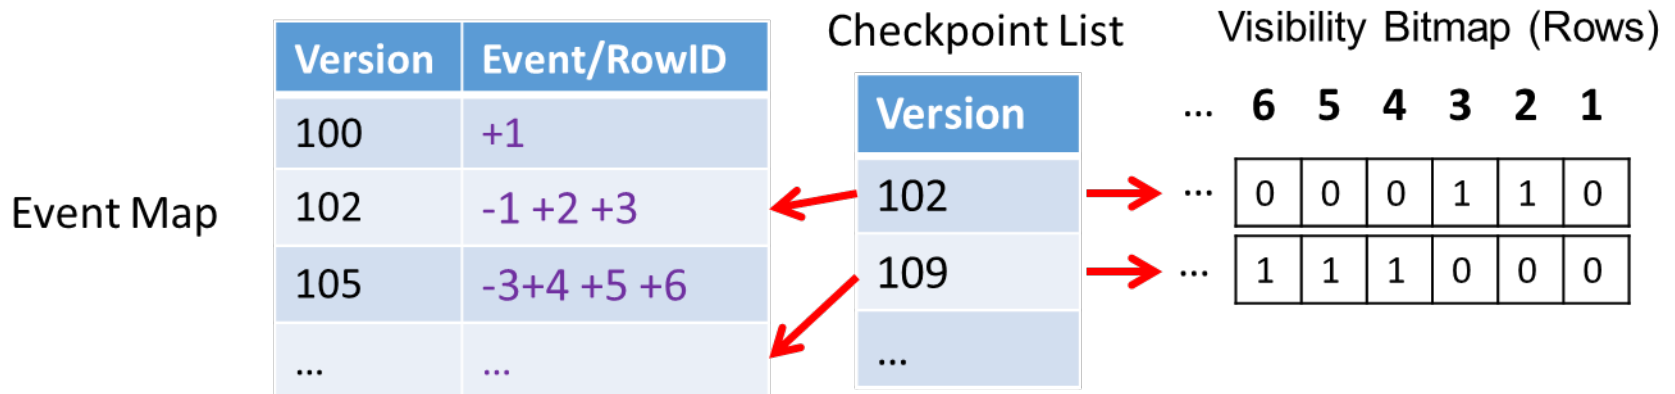 Event Map
Version Event/RowID
100 +1
102 -1 +2 +3
105 -3+4 +5 +6
... ...
Checkpoint List
Version
102
109
...
Visibility Bitmap (Rows)
... 6 5 4 3 2 1
... 0 0 0 1 1 0
... 1 1 1 0 0 0